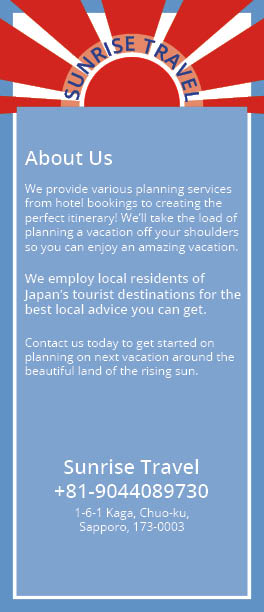 SUNRISE TRAVEL
About Us
We provide various planning services
from hotel bookings to creating the
perfect itinerary! We'll take the load of
planning a vacation off your shoulders
so you can enjoy an amazing vacation.
We employ local residents of
Japan's tourist destinations for the
best local advice you can get.
Contact us today to get started on
planning on next vacation around the
beautiful land of the rising sun.
Sunrise Travel
+81-9044089730
1-6-1 Kaga, Chuo-ku,
Sapporo, 173-0003